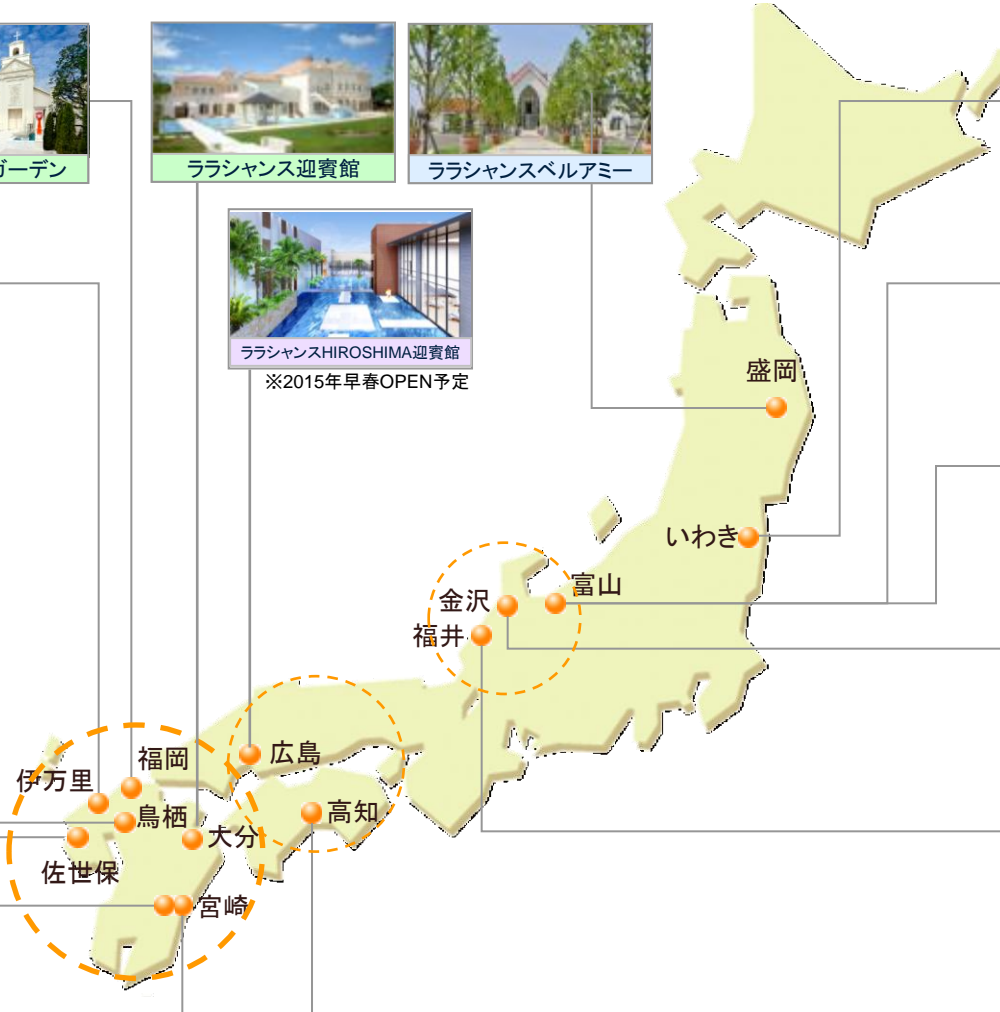 ガーデン
ララシャンス迎賓館
ララシャンスベルアミー
ララシャンスHIROSHIMA迎賓館
※2015年早春OPEN予定
盛岡
いわき
富山
金沢
福井
広島
福岡
伊万里
高知
鳥栖
大分
佐世保
宮崎